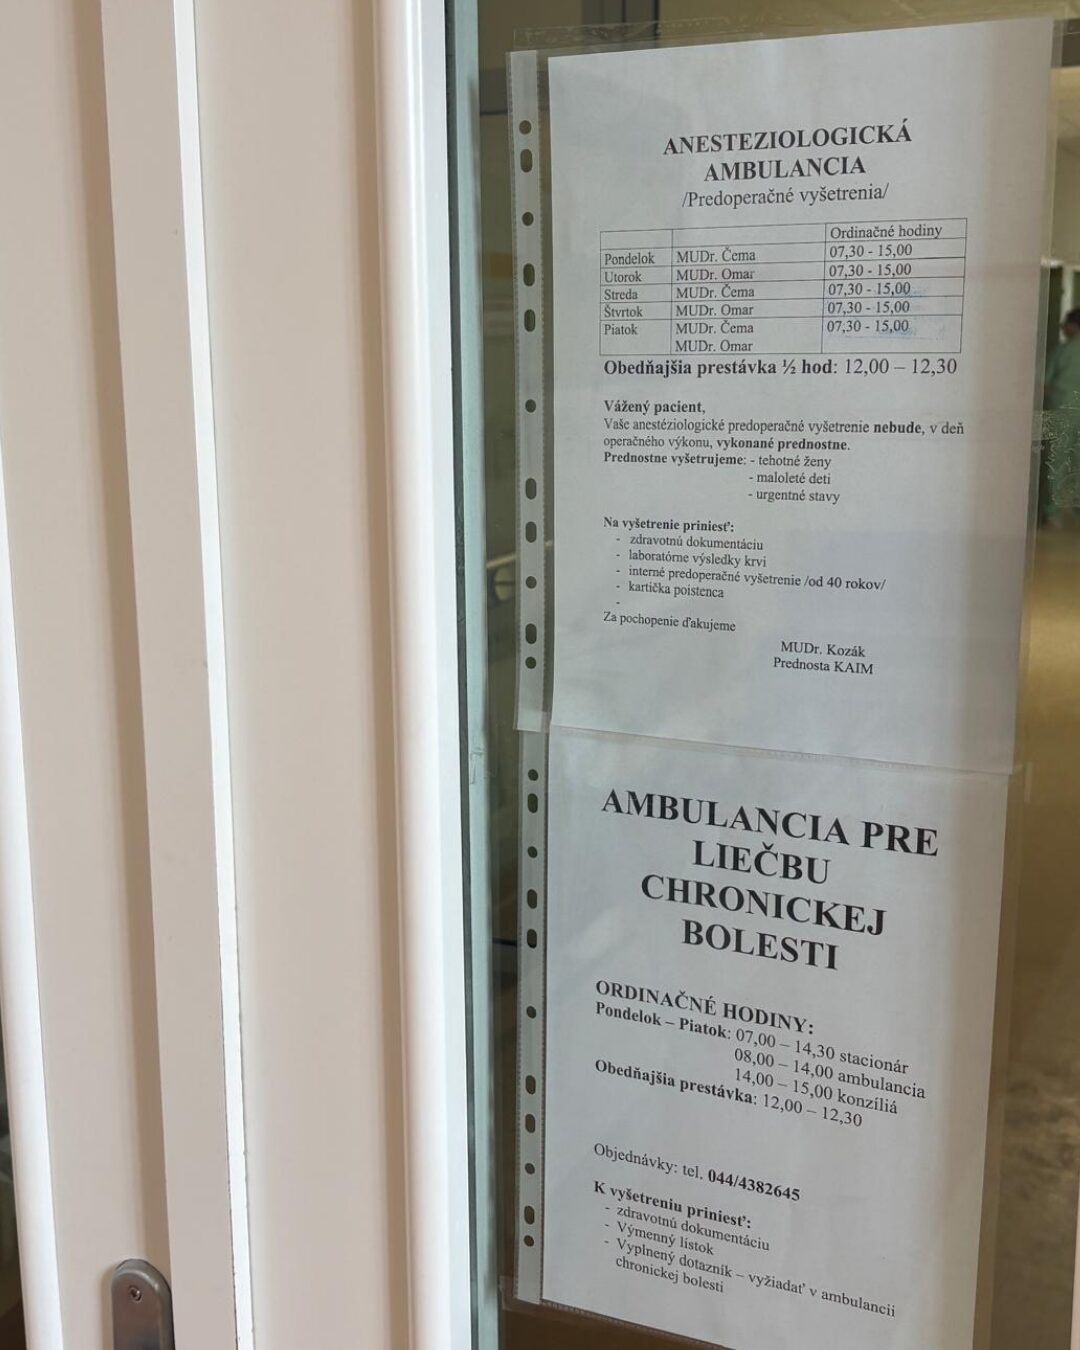 ANESTEZIOLOGICKÁ
AMBULANCIA
/Predoperačné vyšetrenia/
Ordinačné hodiny
Pondelok MUDr. Čema 07,30 - 15,00
Utorok MUDr. Omar 07,30 - 15,00
Streda MUDr. Čema 07,30 - 15,00
Štvrtok MUDr. Omar 07,30 - 15,00
Piatok MUDr. Čema 07,30 - 15,00
MUDr. Omar
Obedňajšia prestávka ½ hod: 12,00 – 12,30
Vážený pacient,
Vaše anestéziologické predoperačné vyšetrenie nebude, v deň
operačného výkonu, vykonané prednostne.
Prednostne vyšetrujeme: - tehotné ženy
- maloleté deti
- urgentné stavy
Na vyšetrenie priniesť:
- zdravotnú dokumentáciu
- laboratórne výsledky krvi
- interné predoperačné vyšetrenie /od 40 rokov/
- kartička poistenca
-
Za pochopenie ďakujeme
MUDr. Kozák
Prednosta KAIM
AMBULANCIA PRE
LIEČBU
CHRONICKEJ
BOLESTI
ORDINAČNÉ HODINY:
Pondelok – Piatok: 07,00 – 14,30 stacionár
08,00 – 14,00 ambulancia
14,00 – 15,00 konzíliá
Obedňajšia prestávka: 12,00 – 12,30
Objednávky: tel. 044/4382645
K vyšetreniu priniesť:
- zdravotnú dokumentáciu
- Výmenný lístok
- Vyplnený dotazník – vyžiadať v ambulancii
chronickej bolesti